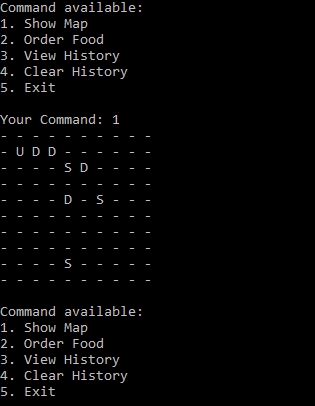 Command available:
1. Show Map
2. Order Food
3. View History
4. Clear History
5. Exit

Your Command: 1
- - - - - - - - - -
- U D D - - - - - -
- - - - S D - - - -
- - - - - - - - - -
- - - - D - S - - -
- - - - - - - - - -
- - - - - - - - - -
- - - - - - - - - -
- - - - S - - - - -
- - - - - - - - - -

Command available:
1. Show Map
2. Order Food
3. View History
4. Clear History
5. Exit